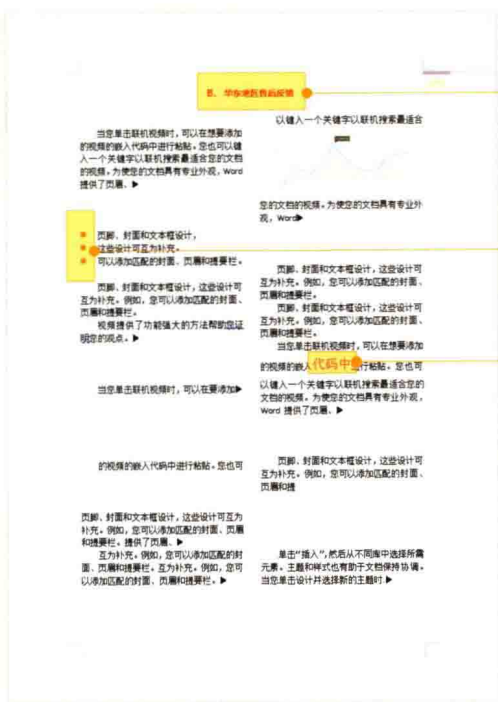 E、华东地区售后反馈
当您单击联机视频时，可以在想要添加
的视频的嵌入代码中进行粘贴。您也可以键
入一个关键字以联机搜索最适合您的文档
的视频。为使您的文档具有专业外观，Word
提供了页眉、▶
页脚、封面和文本框设计，
这些设计可互为补充。
可以添加匹配的封面、页眉和提要栏。
页脚、封面和文本框设计，这些设计可
互为补充。例如，您可以添加匹配的封面、
页眉和提要栏。
视频提供了功能强大的方法帮助您证
明您的观点。▶
当您单击联机视频时，可以在要添加▶
的视频的嵌入代码中进行粘贴。您也可
页脚、封面和文本框设计，这些设计可互为
补充。例如，您可以添加匹配的封面、页眉
和提要栏。提供了页眉、▶
互为补充。例如，您可以添加匹配的封
面、页眉和提要栏。互为补充。例如，您可
以添加匹配的封面、页眉和提要栏。▶
以键入一个关键字以联机搜索最适合
您的文档的视频。为使您的文档具有专业外
观，Word▶
页脚、封面和文本框设计，这些设计可
互为补充。例如，您可以添加匹配的封面、
页眉和提要栏。
页脚、封面和文本框设计，这些设计可
互为补充。例如，您可以添加匹配的封面、
页眉和提要栏。
当您单击联机视频时，可以在想要添加
的视频的嵌入代码中进行粘贴。您也可
以键入一个关键字以联机搜索最适合您的
文档的视频。为使您的文档具有专业外观，
Word 提供了页眉、▶
页脚、封面和文本框设计，这些设计可
互为补充。例如，您可以添加匹配的封面、
页眉和提
单击“插入”，然后从不同库中选择所需
元素。主题和样式也有助于文档保持协调。
当您单击设计并选择新的主题时▶